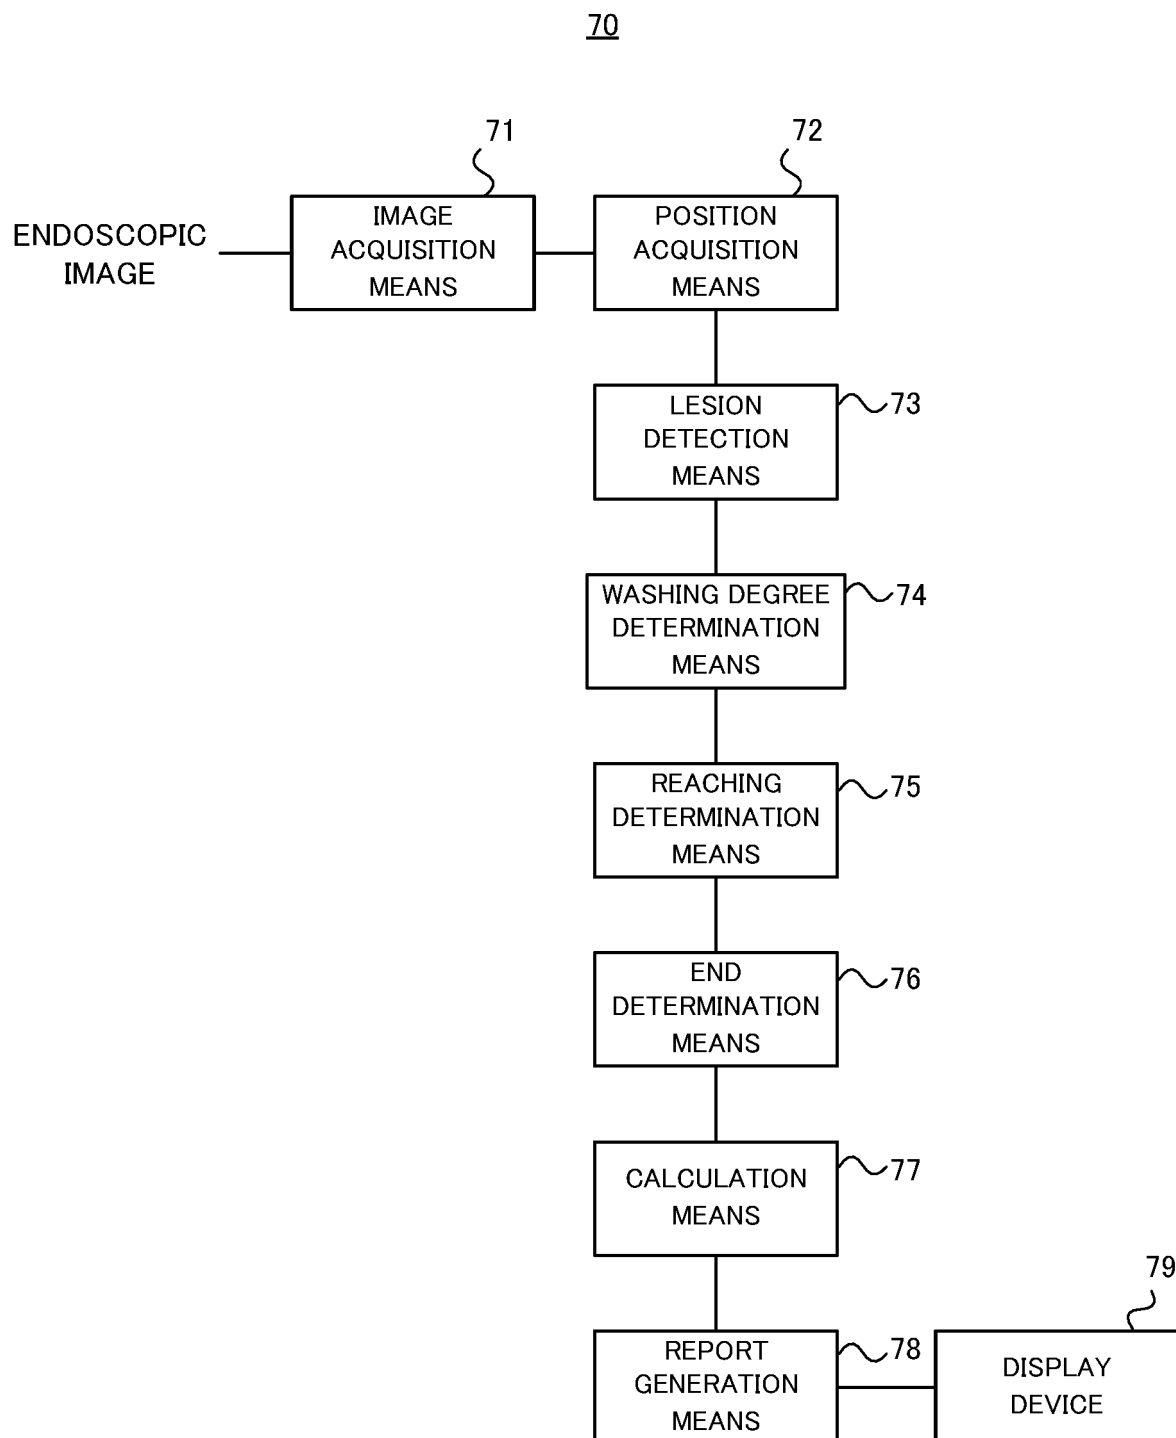 70
71
72
ENDOSCOPIC
IMAGE
IMAGE
ACQUISITION
MEANS
POSITION
ACQUISITION
MEANS
LESION
DETECTION
MEANS
73
WASHING DEGREE
DETERMINATION
MEANS
74
REACHING
DETERMINATION
MEANS
75
END
DETERMINATION
MEANS
76
CALCULATION
MEANS
77
REPORT
GENERATION
MEANS
78
79
DISPLAY
DEVICE